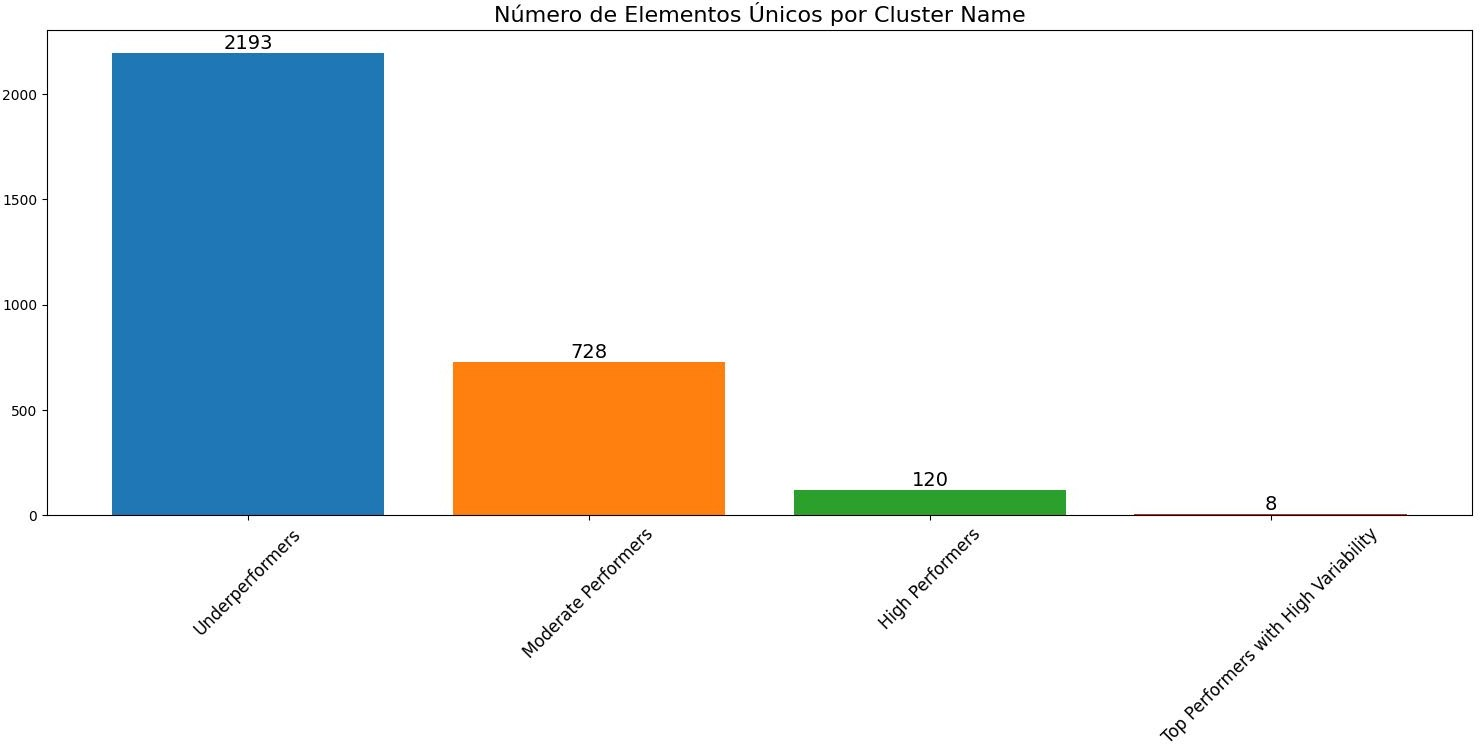 Número de Elementos Únicos por Cluster Name
2193
2000
1500
1000
728
500
120
8
0
Underperformers
Moderate Performers
High Performers
Top Performers with High Variability